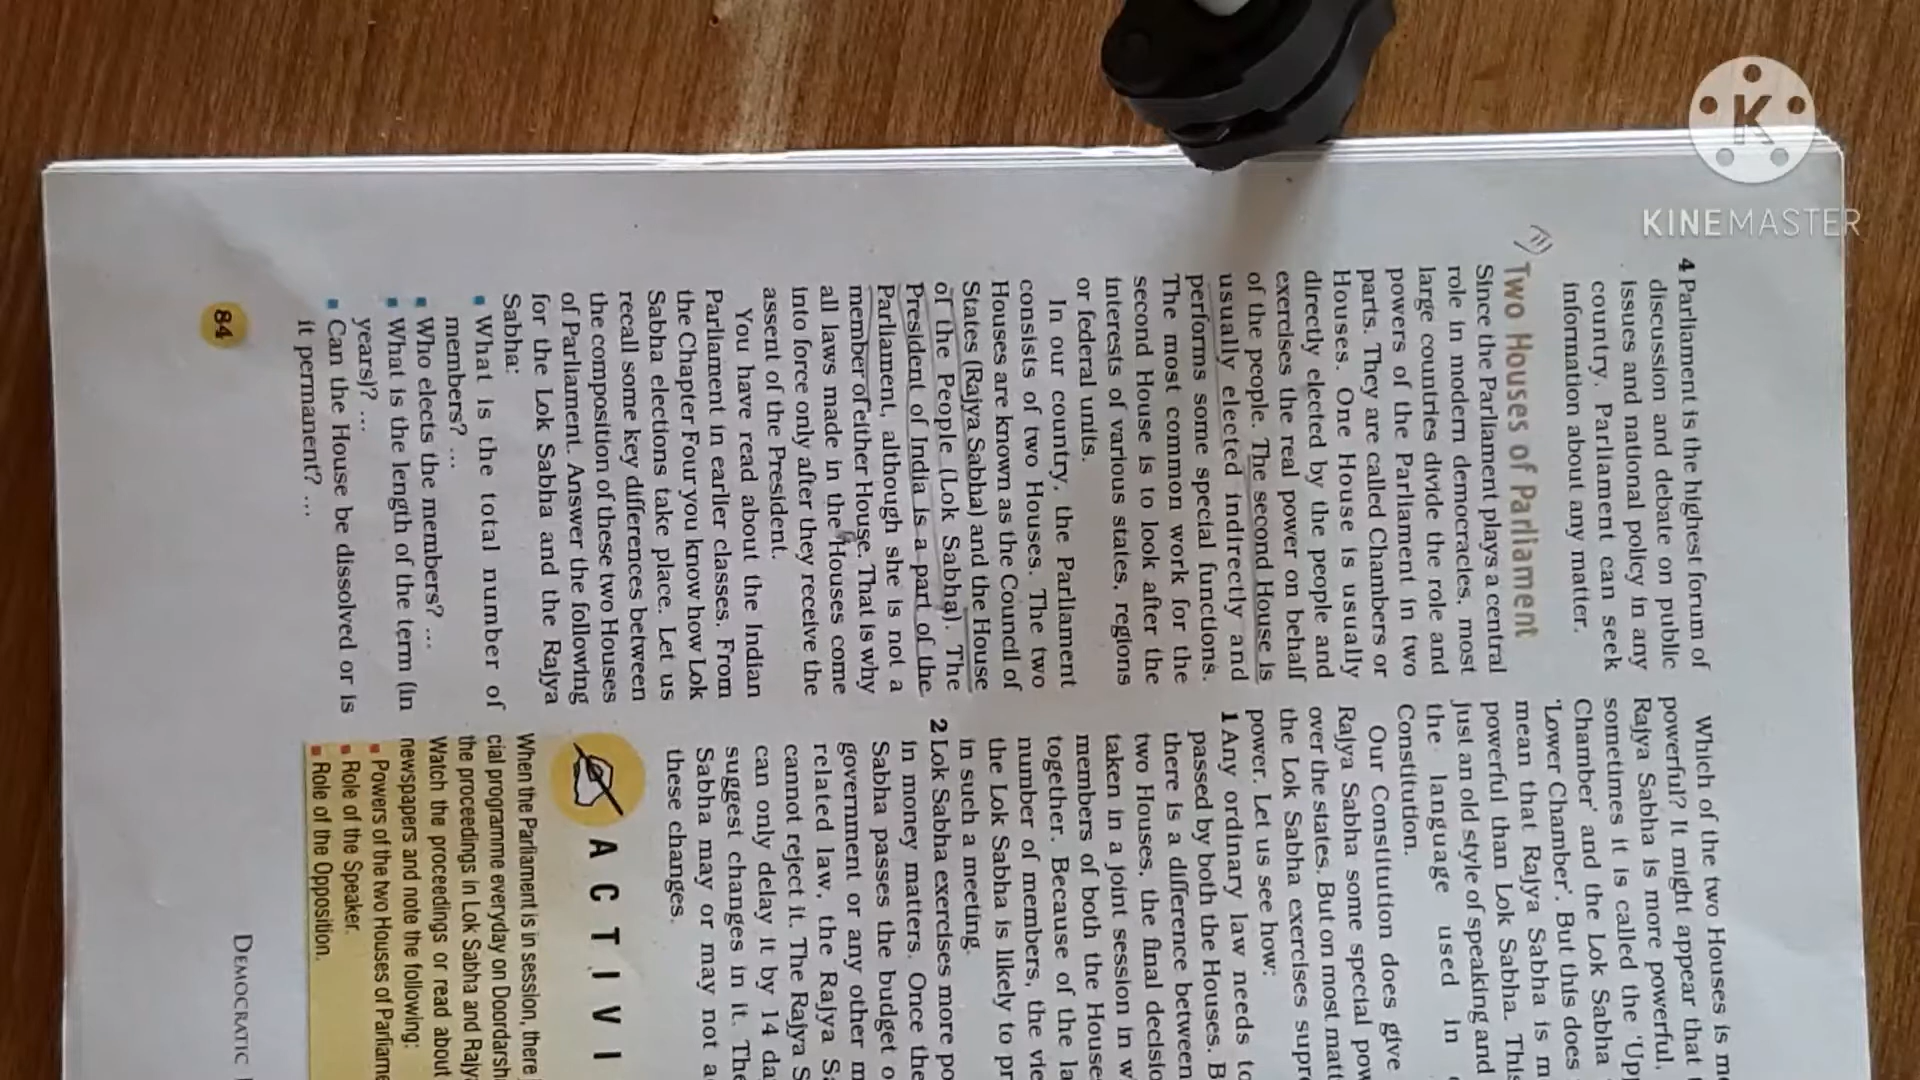 4 Parliament is the highest forum of
discussion and debate on public
issues and national policy in any
country. Parliament can seek
information about any matter.
Two Houses of Parliament
Since the Parliament plays a central
role in modern democracies, most
large countries divide the role and
powers of the Parliament in two
parts. They are called Chambers or
Houses. One House is usually
directly elected by the people and
exercises the real power on behalf
of the people. The second House is
usually elected indirectly and
performs some special functions.
The most common work for the
second House is to look after the
interests of various states, regions
or federal units.
In our country, the Parliament
consists of two Houses. The two
Houses are known as the Council of
States (Rajya Sabha) and the House
of the People (Lok Sabha). The
President of India is a part of the
Parliament, although she is not a
member of either House. That is why
all laws made in the Houses come
into force only after they receive the
assent of the President.
You have read about the Indian
Parliament in earlier classes. From
the Chapter Four you know how Lok
Sabha elections take place. Let us
recall some key differences between
the composition of these two Houses
of Parliament. Answer the following
for the Lok Sabha and the Rajya
Sabha:
▪ What is the total number of
members? ...
▪ Who elects the members? ...
▪ What is the length of the term (in
years)? ...
▪ Can the House be dissolved or is
it permanent? ...
84
Which of the two Houses is
powerful? It might appear that
Rajya Sabha is more powerful,
sometimes it is called the
Chamber' and the Lok Sabha
'Lower Chamber'. But this does
mean that Rajya Sabha is
powerful than Lok Sabha. This
just an old style of speaking and
the language used in
Constitution.
Our Constitution does give
Rajya Sabha some special
over the states. But on most
the Lok Sabha exercises
power. Let us see how:
1 Any ordinary law needs to
passed by both the Houses.
there is a difference between
two Houses, the final
taken in a joint session in
members of both the
together. Because of the
number of members, the
the Lok Sabha is likely to
in such a meeting.
2 Lok Sabha exercises more
in money matters. Once the
Sabha passes the budget
government or any other
related law, the Rajya
cannot reject it. The Rajya
can only delay it by 14
suggest changes in it. The
Sabha may or may not
these changes.
ACTIVI
When the Parliament is in session, there
cial programme everyday on
the proceedings in Lok Sabha and
Watch the proceedings or read about
newspapers and note the following:
▪ Powers of the two Houses of
▪ Role of the Speaker.
▪ Role of the Opposition.
DEMOCRATIC
K
KINEMASTER